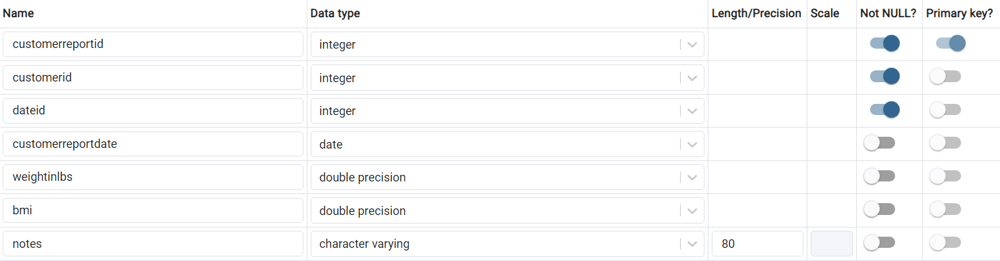 Name Data type Length/Precision Scale Not NULL? Primary key?
customerreportid integer
customerid integer
dateid integer
customerreportdate date
weightinlbs double precision
bmi double precision
notes character varying 80